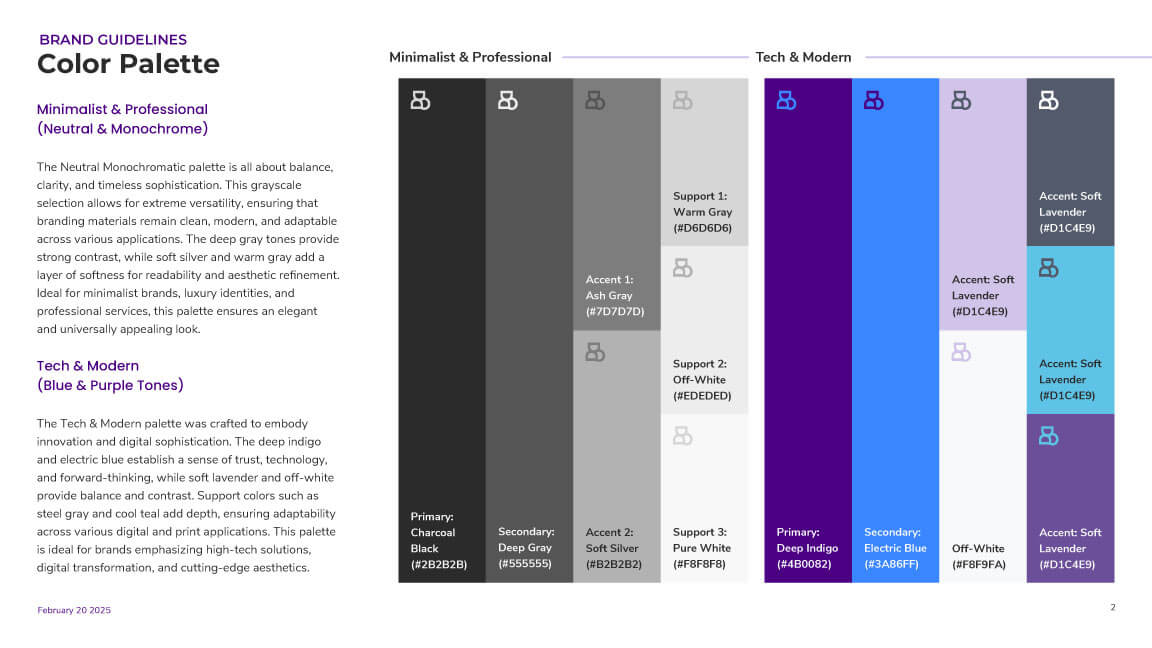 BRAND GUIDELINES
Color Palette
Minimalist & Professional
(Neutral & Monochrome)
The Neutral Monochromatic palette is all about balance,
clarity, and timeless sophistication. This grayscale
selection allows for extreme versatility, ensuring that
branding materials remain clean, modern, and adaptable
across various applications. The deep gray tones provide
strong contrast, while soft silver and warm gray add a
layer of softness for readability and aesthetic refinement.
Ideal for minimalist brands, luxury identities, and
professional services, this palette ensures an elegant
and universally appealing look.
Tech & Modern
(Blue & Purple Tones)
The Tech & Modern palette was crafted to embody
innovation and digital sophistication. The deep indigo
and electric blue establish a sense of trust, technology,
and forward-thinking, while soft lavender and off-white
provide balance and contrast. Support colors such as
steel gray and cool teal add depth, ensuring adaptability
across various digital and print applications. This palette
is ideal for brands emphasizing high-tech solutions,
digital transformation, and cutting-edge aesthetics.
February 20 2025
Minimalist & Professional
Primary:
Charcoal
Black
(#2B2B2B)
Secondary:
Deep Gray
(#555555)
Accent 1:
Ash Gray
(#7D7D7D)
Accent 2:
Soft Silver
(#B2B2B2)
Support 1:
Warm Gray
(#D6D6D6)
Support 2:
Off-White
(#EDEDED)
Support 3:
Pure White
(#F8F8F8)
Tech & Modern
Primary:
Deep Indigo
(#4B0082)
Secondary:
Electric Blue
(#3A86FF)
Accent: Soft
Lavender
(#D1C4E9)
Off-White
(#F8F9FA)
Accent: Soft
Lavender
(#D1C4E9)
Accent: Soft
Lavender
(#D1C4E9)
Accent: Soft
Lavender
(#D1C4E9)
2